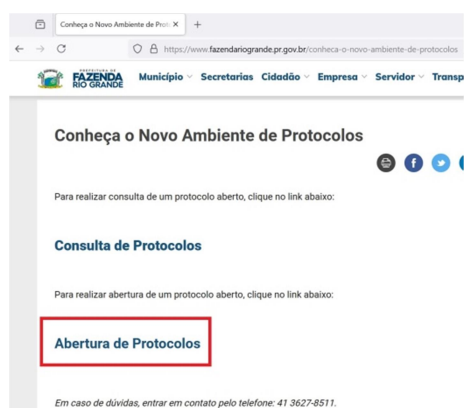 Conheça o Novo Ambiente de Prot
https://www.fazendariogrande.pr.gov.br/conheca-o-novo-ambiente-de-protocolos
PREFEITURA DE
FAZENDA
RIO GRANDE
Município Secretarias Cidadão Empresa Servidor Transp
Conheça o Novo Ambiente de Protocolos
Para realizar consulta de um protocolo aberto, clique no link abaixo:
Consulta de Protocolos
Para realizar abertura de um protocolo aberto, clique no link abaixo:
Abertura de Protocolos
Em caso de dúvidas, entrar em contato pelo telefone: 41 3627-8511.